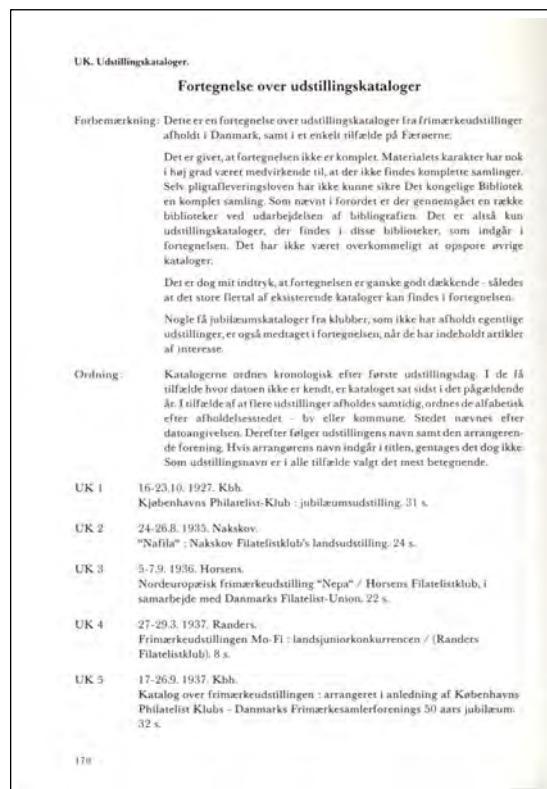 UK. Udstillingskataloger.
Fortegnelse over udstillingskataloger
Forbemærkning: Dette er en fortegnelse over udstillingskataloger fra frimærkeudstillinger
afholdt i Danmark, samt i et enkelt tilfælde på Færøerne.
Det er givet, at fortegnelsen ikke er komplet. Materialets karakter har nok
i høj grad været medvirkende til, at der ikke findes komplette samlinger.
Selv pligtafleveringsloven har ikke kunne sikre Det kongelige Bibliotek
en komplet samling. Som nævnt i forordet er der gennemgået en række
biblioteker ved udarbejdelsen af bibliografien. Det er altså kun
udstillingskataloger, der findes i disse biblioteker, som indgår i
fortegnelsen. Det har ikke været overkommeligt at opspore øvrige
kataloger.
Det er dog mit indtryk, at fortegnelsen er ganske godt dækkende - således
at det store flertal af eksisterende kataloger kan findes i fortegnelsen.
Nogle få jubilæumskataloger fra klubber, som ikke har afholdt egentlige
udstillinger, er også medtaget i fortegnelsen, når de har indeholdt artikler
af interesse.
Ordning: Katalogerne ordnes kronologisk efter første udstillingsdag. I de få
tilfælde hvor datoen ikke er kendt, er kataloget sat sidst i det pågældende
år. I tilfælde af at flere udstillinger afholdes samtidig, ordnes de alfabetisk
efter afholdelsesstedet - by eller kommune. Stedet nævnes efter
datoangivelsen. Derefter følger udstillingens navn samt den arrangeren-
de forening. Hvis arrangørens navn indgår i titlen, gentages det dog ikke.
Som udstillingsnavn er i alle tilfælde valgt det mest betegnende.
UK 1 16-23.10. 1927. Kbh.
Kjøbenhavns Philatelist-Klub : jubilæumsudstilling. 31 s.
UK 2 24-26.8. 1935. Nakskov.
"Nafila" : Nakskov Filatelistklub's landsudstilling. 24 s.
UK 3 5-7.9. 1936. Horsens.
Nordeuropæisk frimærkeudstilling "Nepa" / Horsens Filatelistklub, i
samarbejde med Danmarks Filatelist-Union. 22 s.
UK 4 27-29.3. 1937. Randers.
Frimærkeudstillingen Mo-Fi : landsjuniorkonkurrencen / (Randers
Filatelistklub). 8 s.
UK 5 17-26.9. 1937. Kbh.
Katalog over frimærkeudstillingen : arrangeret i anledning af Københavns
Philatelist Klubs - Danmarks Frimærkesamlerforenings 50 aars jubilæum.
32 s.
170